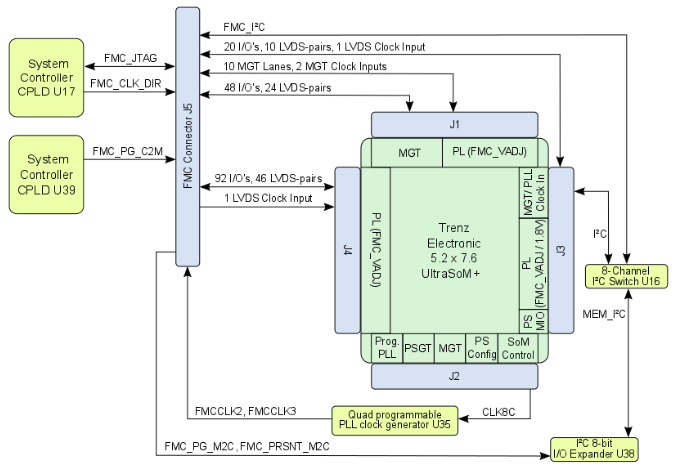 FMC_I²C
20 I/O's, 10 LVDS-pairs, 1 LVDS Clock Input
10 MGT Lanes, 2 MGT Clock Inputs
48 I/O's, 24 LVDS-pairs
System
Controller
CPLD U17
FMC_JTAG
FMC_CLK_DIR
System
Controller
CPLD U39
FMC_PG_C2M
FMC Connector J5
92 I/O's, 46 LVDS-pairs
1 LVDS Clock Input
J1
MGT
PL (FMC_VADJ)
J4
PL (FMC_VADJ)
Trenz
Electronic
5.2 x 7.6
UltraSoM+
MGT/ PLL
Clock In
PL
(FMC_VADJ / 1.8V)
PS
MIO
J3
I²C
8-Channel
I²C Switch U16
MEM_I²C
Prog.
PLL
PSGT
MGT
PS
Config
SoM
Control
J2
FMCCLK2, FMCCLK3
Quad programmable
PLL clock generator U35
CLK8C
FMC_PG_M2C, FMC_PRSNT_M2C
I²C 8-bit
I/O Expander U38